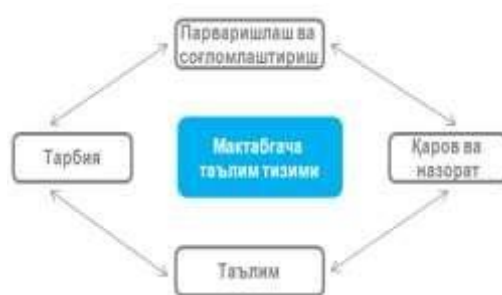 Парваришлаш ва
соғломлаштириш
Тарбия
Мактабгача
таълим тизими
Қаров ва
назорат
Таълим